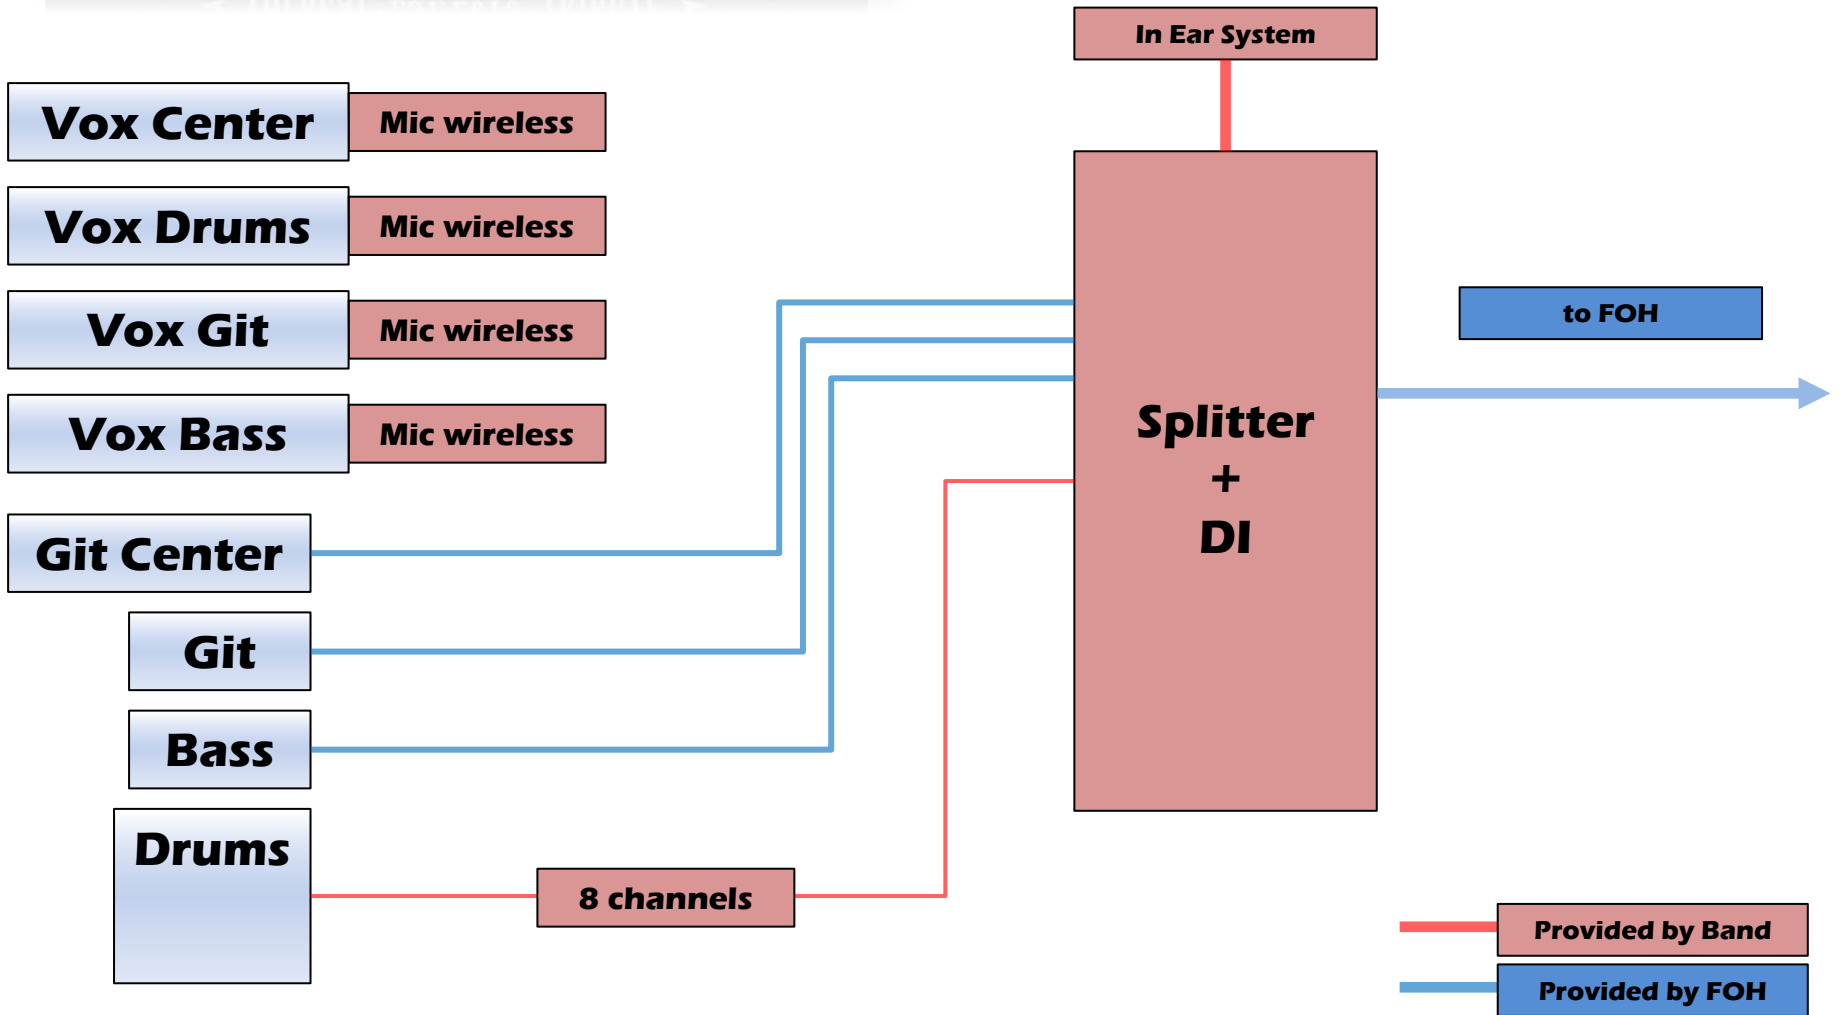 In Ear System
Vox Center
Mic wireless
Vox Drums
Mic wireless
Vox Git
Mic wireless
to FOH
Vox Bass
Mic wireless
Splitter
+
DI
Git Center
Git
Bass
Drums
8 channels
Provided by Band
Provided by FOH